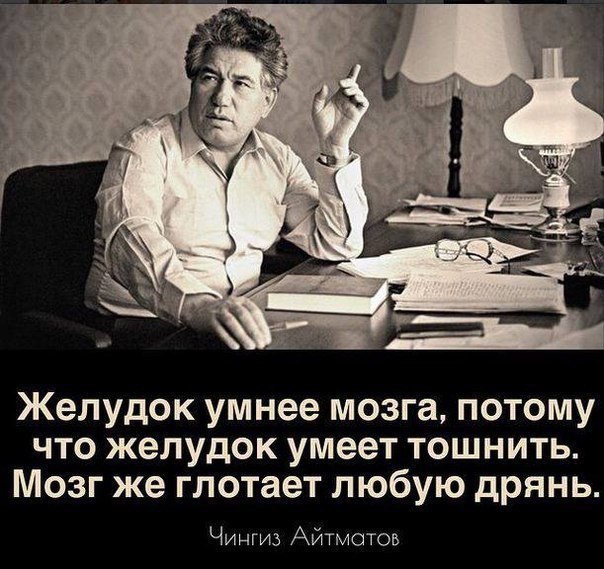 Желудок умнее мозга, потому
что желудок умеет тошнить.
Мозг же глотает любую дрянь.
Чингиз Айтматов